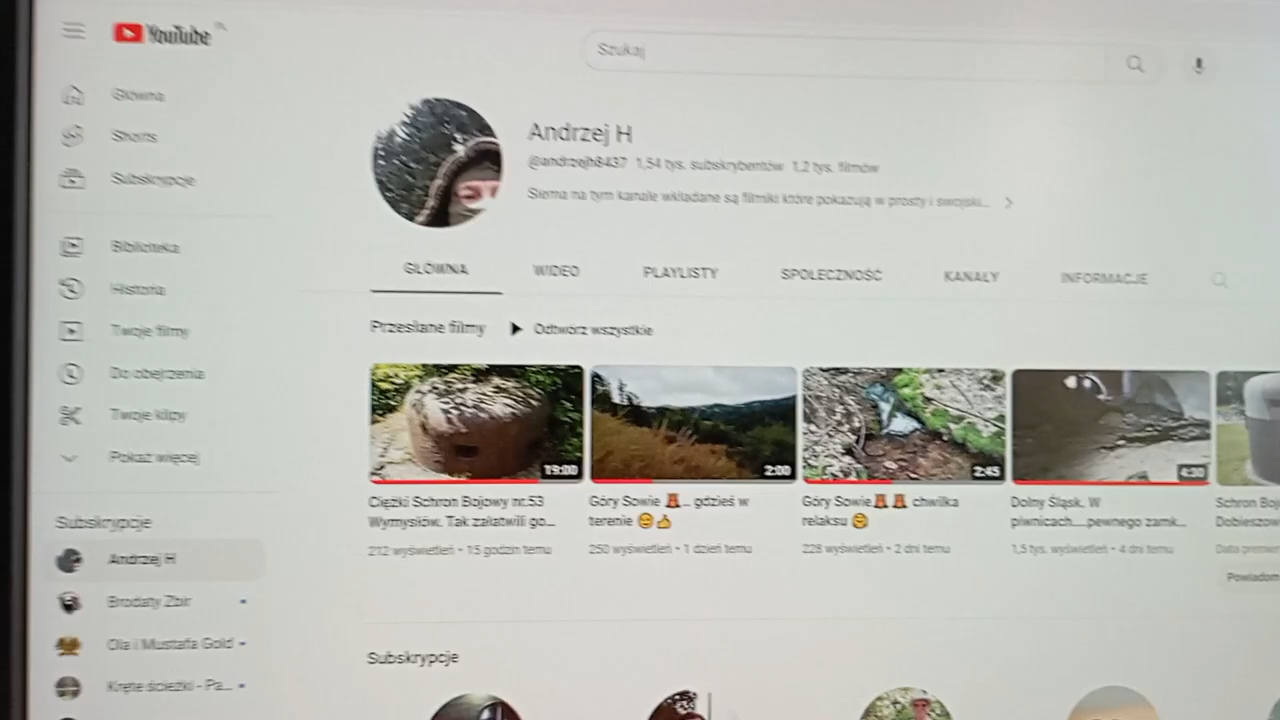 YouTube PL
Szukaj
Główna
Shorts
Subskrypcje
Biblioteka
Historia
Twoje filmy
Do obejrzenia
Twoje klipy
Pokaż więcej
Subskrypcje
Andrzej H
Brodaty Zbir
Ola i Mustafa Gold
Kręte ścieżki - Pa...
Andrzej H
@andrzejh8437 1,54 tys. subskrybentów 1,2 tys. filmów
Siema na tym kanale wkładane są filmiki które pokazują w prosty i swojski...
GŁÓWNA WIDEO PLAYLISTY SPOŁECZNOŚĆ KANAŁY INFORMACJE
Przesłane filmy Odtwórz wszystkie
19:00
2:00
2:45
4:30
Ciężki Schron Bojowy nr.53
Wymysłów. Tak załatwili go...
212 wyświetleń • 15 godzin temu
Góry Sowie ... gdzieś w
terenie
250 wyświetleń • 1 dzień temu
Góry Sowie chwilka
relaksu
228 wyświetleń • 2 dni temu
Dolny Śląsk. W
piwnicach....pewnego zamk...
1,5 tys. wyświetleń • 4 dni temu
Schron Boj
Dobieszow
Data premier
Powiadom
Subskrypcje